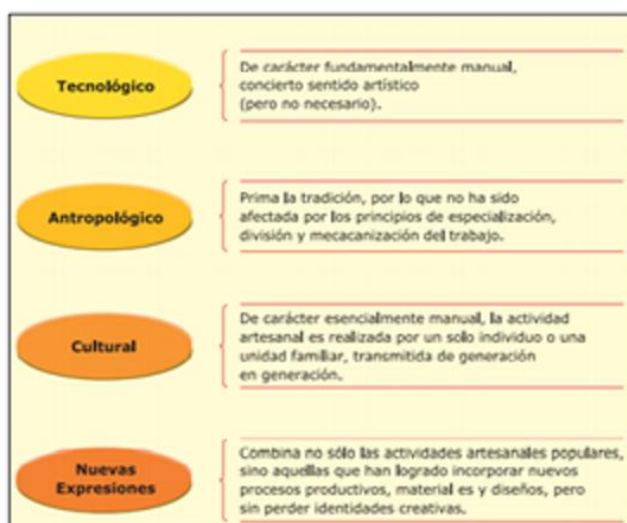 Tecnológico
De carácter fundamentalmente manual,
concierto sentido artístico
(pero no necesario).
Antropológico
Prima la tradición, por lo que no ha sido
afectada por los principios de especialización,
división y mecacanización del trabajo.
Cultural
De carácter esencialmente manual, la actividad
artesanal es realizada por un solo individuo o una
unidad familiar, transmitida de generación
en generación.
Nuevas
Expresiones
Combina no sólo las actividades artesanales populares,
sino aquellas que han logrado incorporar nuevos
procesos productivos, material es y diseños, pero
sin perder identidades creativas.